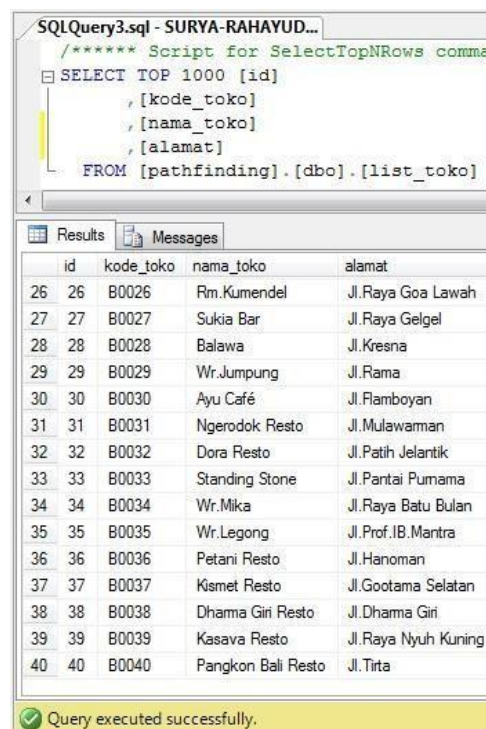 SQLQuery3.sql - SURYA-RAHAYUD...
/****** Script for SelectTopNRows comma
SELECT TOP 1000 [id]
,[kode_toko]
,[nama_toko]
,[alamat]
FROM [pathfinding].[dbo].[list_toko]
Results Messages
id kode_toko nama_toko alamat
26 26 B0026 Rm.Kumendel Jl.Raya Goa Lawah
27 27 B0027 Sukia Bar Jl.Raya Gelgel
28 28 B0028 Balawa Jl.Kresna
29 29 B0029 Wr.Jumpung Jl.Rama
30 30 B0030 Ayu Café Jl.Flamboyan
31 31 B0031 Ngerodok Resto Jl.Mulawarman
32 32 B0032 Dora Resto Jl.Patih Jelantik
33 33 B0033 Standing Stone Jl.Pantai Purnama
34 34 B0034 Wr.Mika Jl.Raya Batu Bulan
35 35 B0035 Wr.Legong Jl.Prof.IB.Mantra
36 36 B0036 Petani Resto Jl.Hanoman
37 37 B0037 Kismet Resto Jl.Gootama Selatan
38 38 B0038 Dharma Giri Resto Jl.Dharma Giri
39 39 B0039 Kasava Resto Jl.Raya Nyuh Kuning
40 40 B0040 Pangkon Bali Resto Jl.Tirta
Query executed successfully.